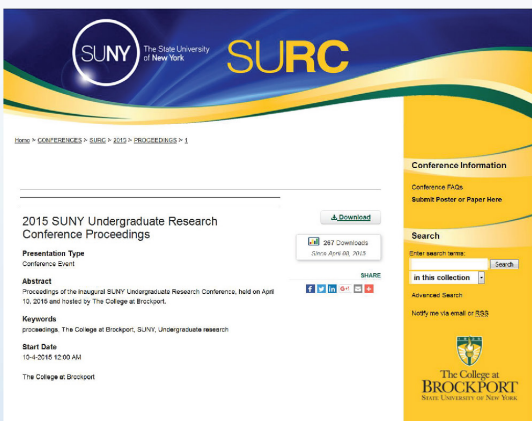 SUNY
The State University
of New York
SURC
Home > CONFERENCES > SURC > 2015 > PROCEEDINGS > 1
2015 SUNY Undergraduate Research
Conference Proceedings
Presentation Type
Conference Event
Abstract
Proceedings of the inaugural SUNY Undergraduate Research Conference, held on April
10, 2015 and hosted by The College at Brockport.
Keywords
proceedings, The College at Brockport, SUNY, Undergraduate research
Start Date
10-4-2015 12:00 AM
The College at Brockport
Download
267 Downloads
Since April 08, 2015
SHARE
Conference Information
Conference FAQs
Submit Poster or Paper Here
Search
Enter search terms:
Search
in this collection
Advanced Search
Notify me via email or RSS
The College at
BROCKPORT
STATE UNIVERSITY OF NEW YORK